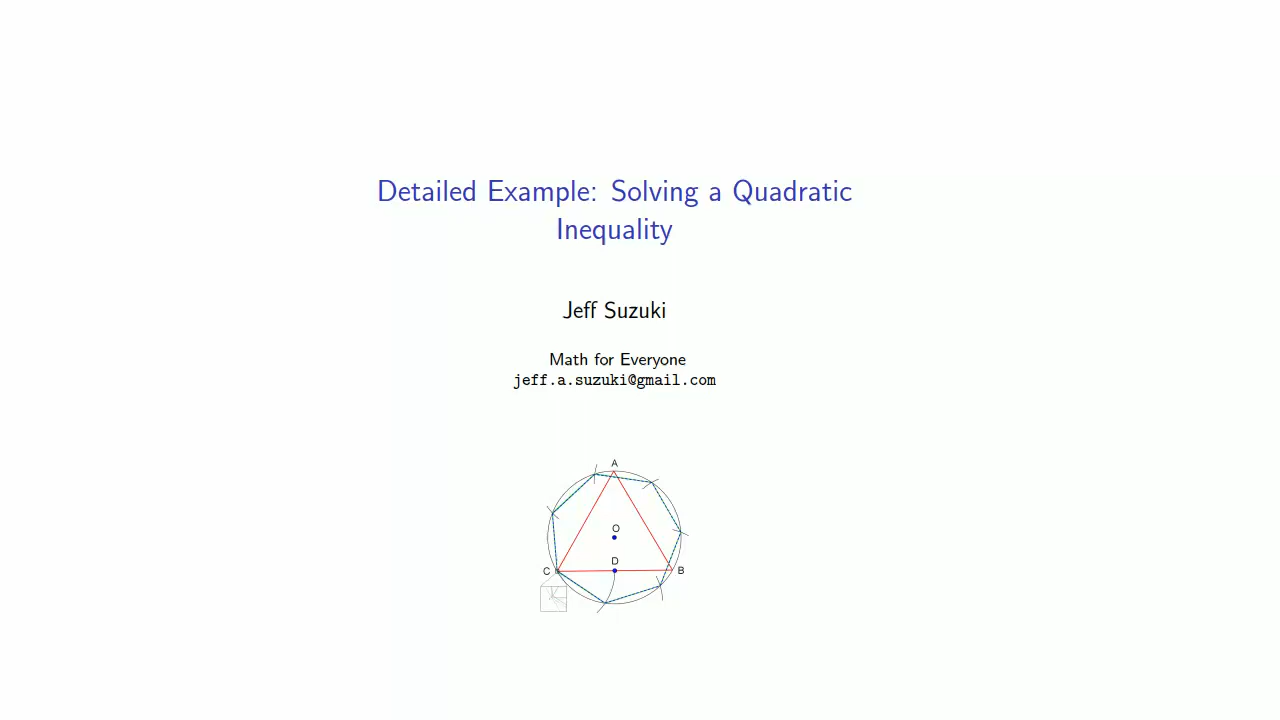 Detailed Example: Solving a Quadratic
Inequality
Jeff Suzuki
Math for Everyone
jeff.a.suzuki@gmail.com
A
O
D
C
B